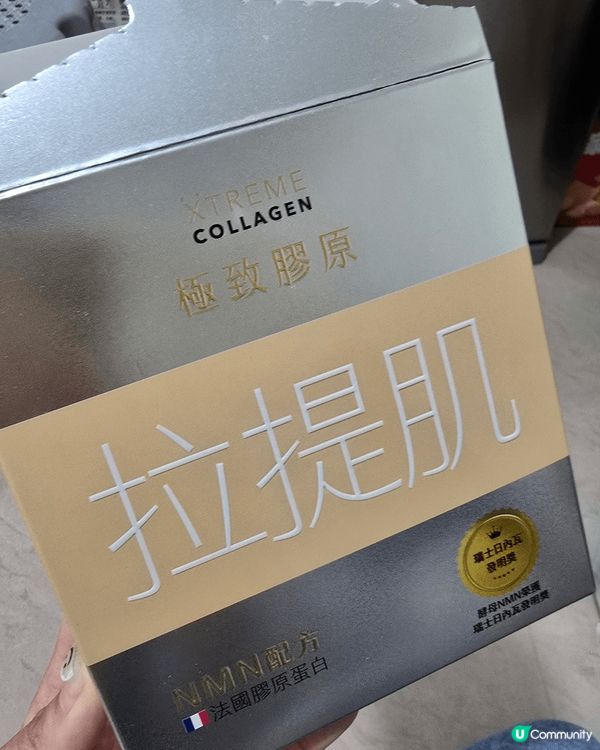 XTREME
COLLAGEN
極致膠原
拉提肌
瑞士日內瓦
發明獎
酵母NMN榮獲
瑞士日內瓦發明獎
NMN配方
法國膠原蛋白
U Community